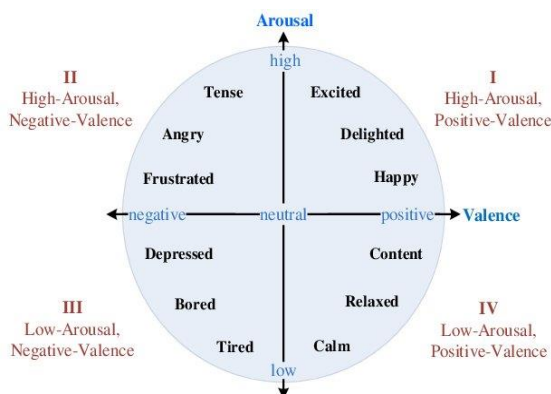 Arousal
high
II
High-Arousal,
Negative-Valence
I
High-Arousal,
Positive-Valence
Tense
Excited
Angry
Delighted
Frustrated
Happy
negative
neutral
positive
Valence
Depressed
Content
Bored
Relaxed
III
Low-Arousal,
Negative-Valence
IV
Low-Arousal,
Positive-Valence
Tired
Calm
low